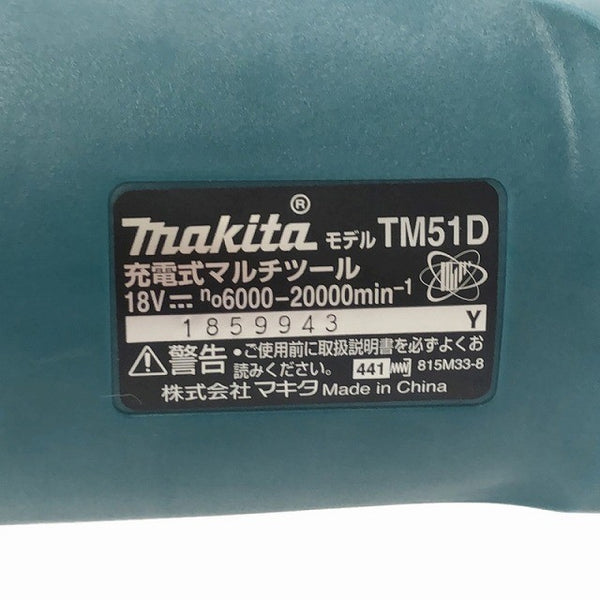 makita® モデル TM51D
充電式マルチツール
18V⎓ n₀6000-20000min⁻¹
1859943 Y
⚠警告・ご使用前に取扱説明書を必ずよくお
読みください。 441 815M33-8
株式会社 マキタ Made in China